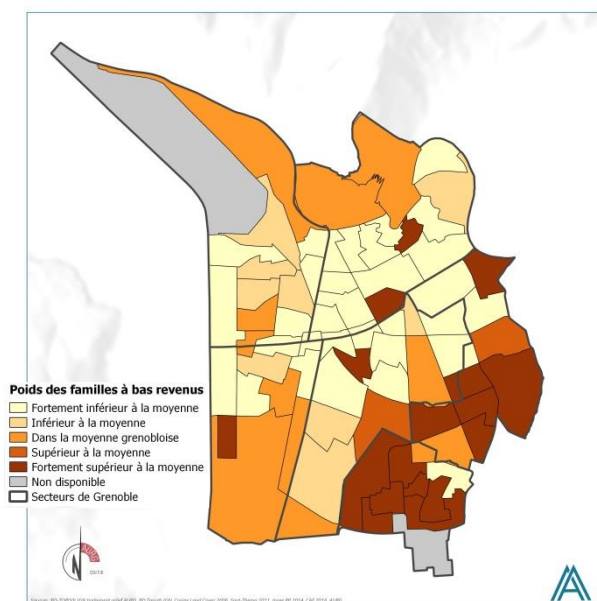 Poids des familles à bas revenus
Fortement inférieur à la moyenne
Inférieur à la moyenne
Dans la moyenne grenobloise
Supérieur à la moyenne
Fortement supérieur à la moyenne
Non disponible
Secteurs de Grenoble
N